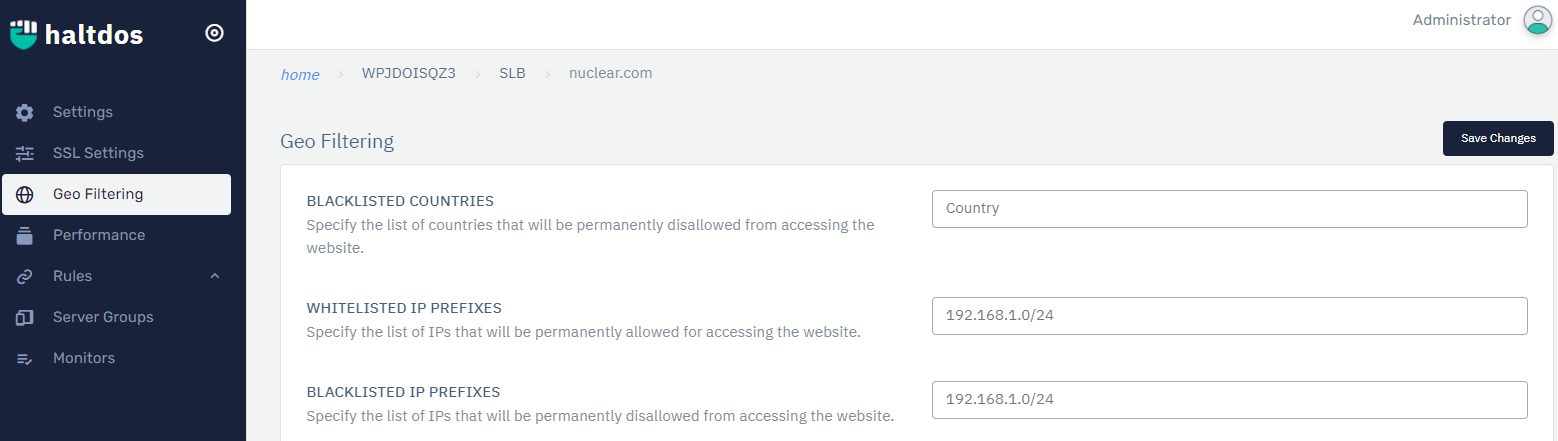 haltdos
Administrator
home > WPJDOISQZ3 > SLB > nuclear.com
Settings
SSL Settings
Geo Filtering
Performance
Rules
Server Groups
Monitors
Geo Filtering
Save Changes
BLACKLISTED COUNTRIES
Specify the list of countries that will be permanently disallowed from accessing the
website.
Country
WHITELISTED IP PREFIXES
Specify the list of IPs that will be permanently allowed for accessing the website.
192.168.1.0/24
BLACKLISTED IP PREFIXES
Specify the list of IPs that will be permanently disallowed from accessing the website.
192.168.1.0/24